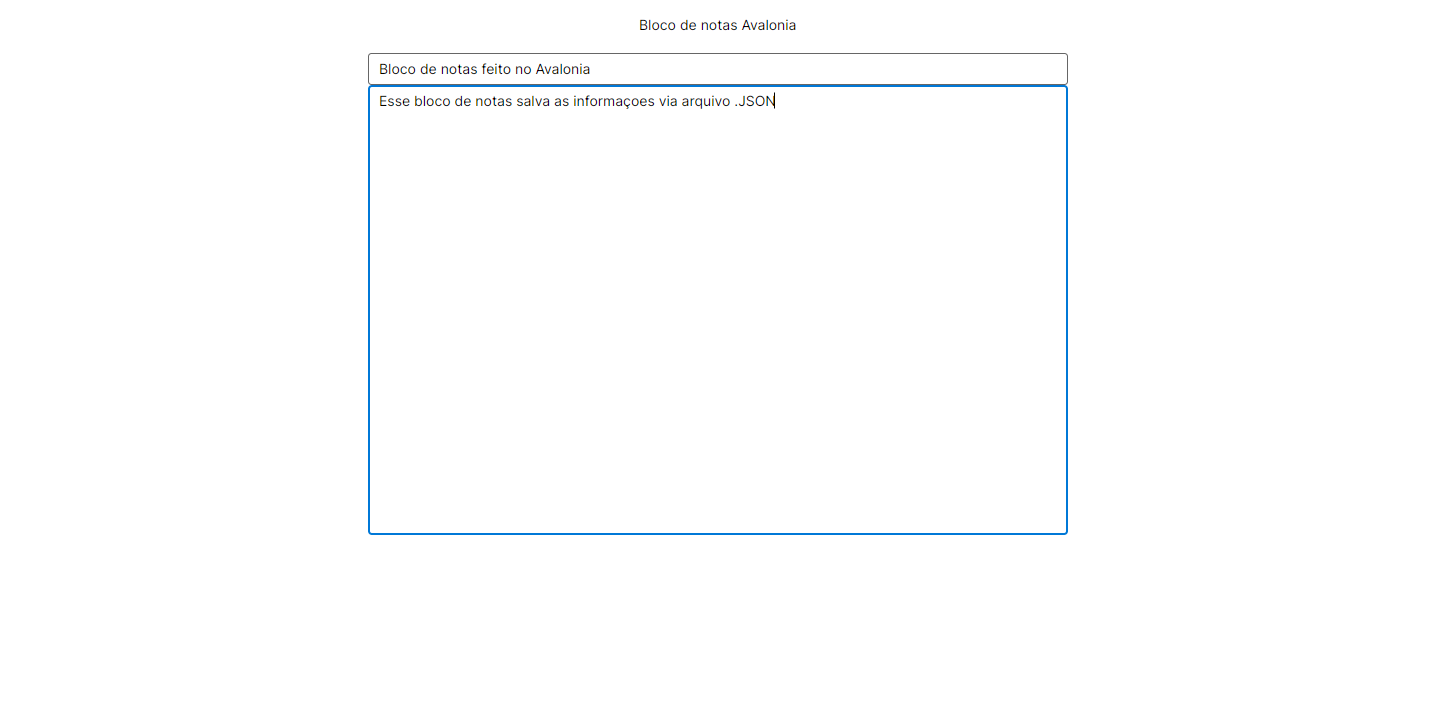 Bloco de notas Avalonia
Bloco de notas feito no Avalonia
Esse bloco de notas salva as informaçoes via arquivo .JSON